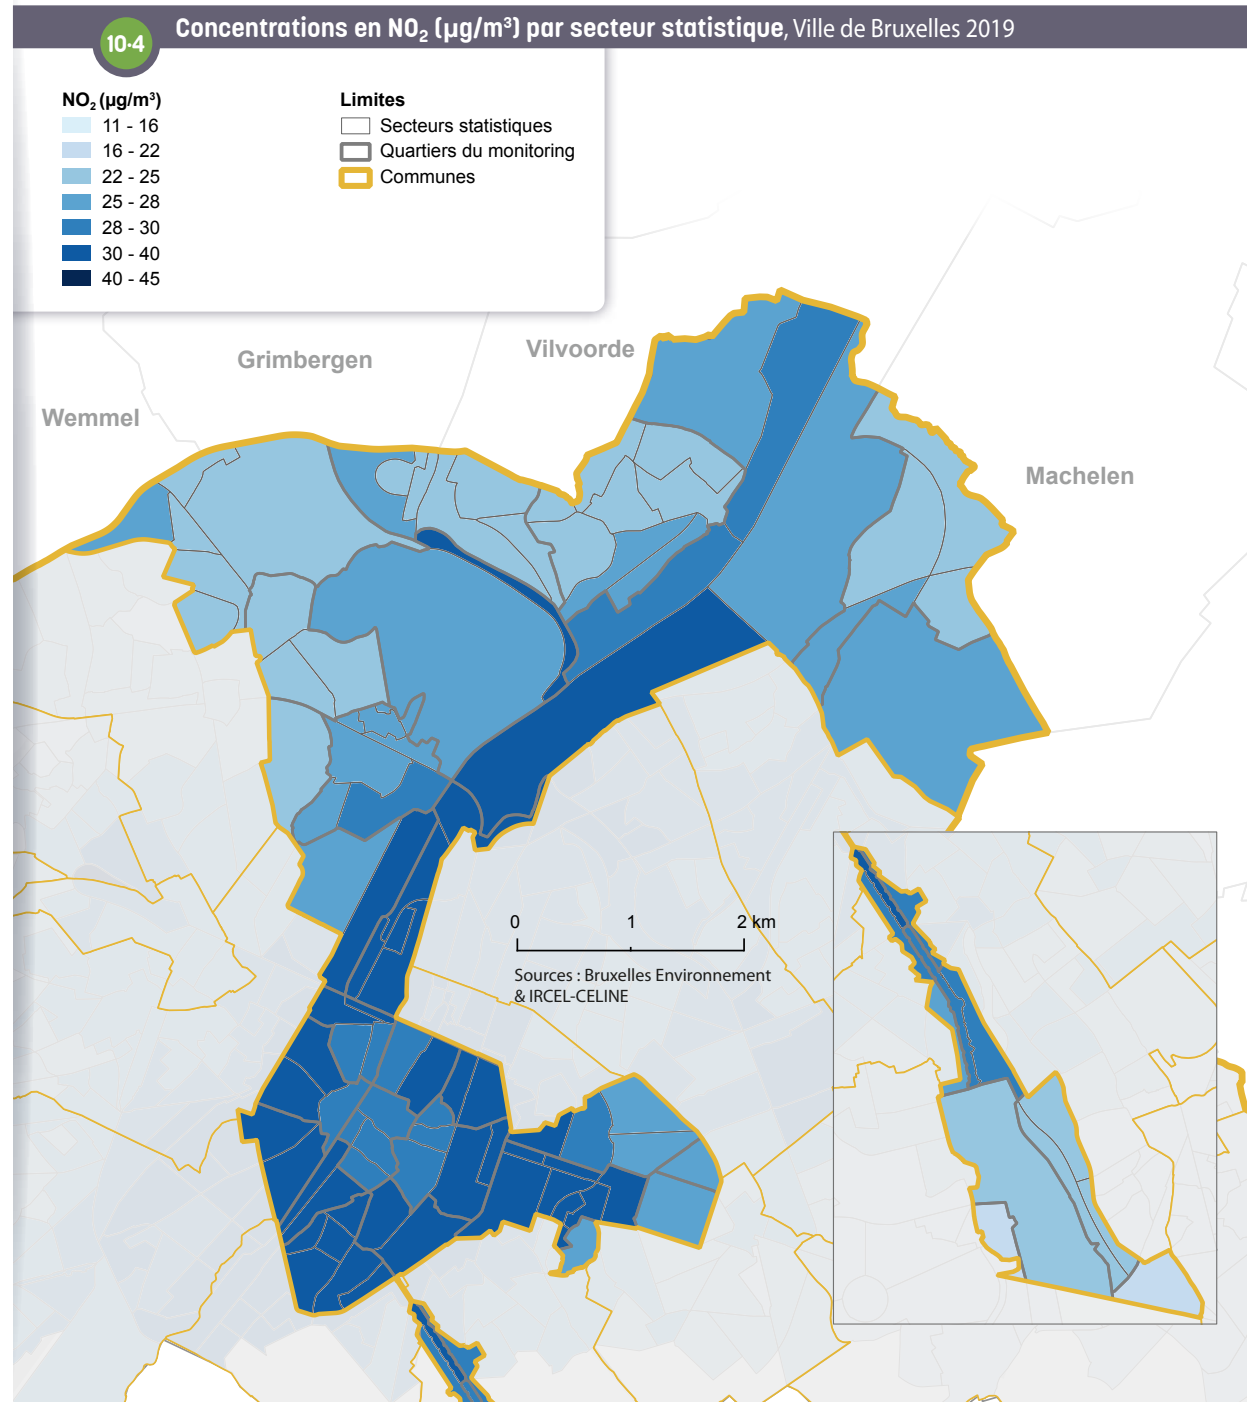 10·4
Concentrations en NO₂ (µg/m³) par secteur statistique, Ville de Bruxelles 2019
NO₂ (µg/m³)
11 - 16
16 - 22
22 - 25
25 - 28
28 - 30
30 - 40
40 - 45
Limites
Secteurs statistiques
Quartiers du monitoring
Communes
Vilvoorde
Grimbergen
Wemmel
Machelen
0 1 2 km
Sources : Bruxelles Environnement
& IRCEL-CELINE